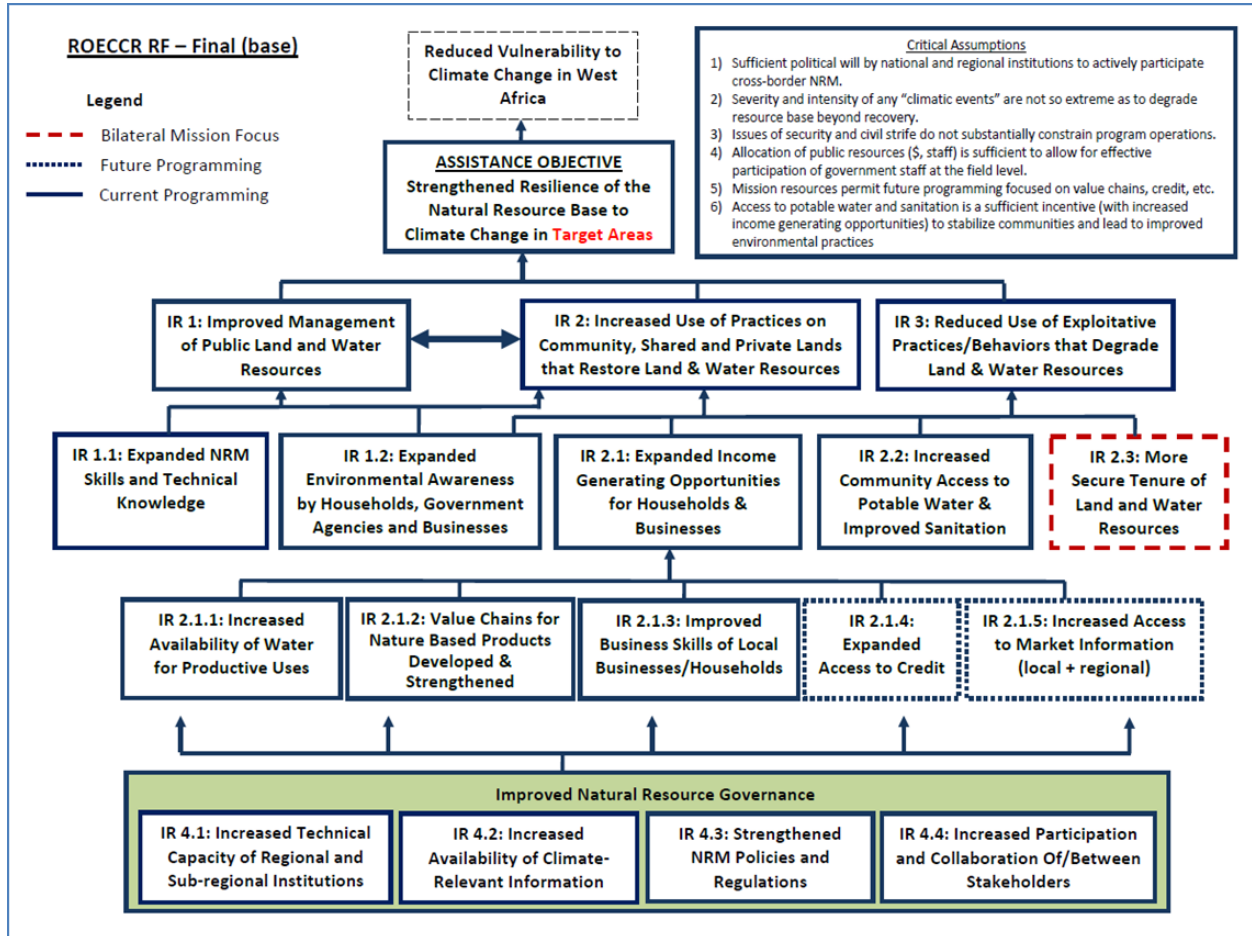 ROECCR RF – Final (base)
Legend
Bilateral Mission Focus
Future Programming
Current Programming
Reduced Vulnerability to
Climate Change in West
Africa
Critical Assumptions
1) Sufficient political will by national and regional institutions to actively participate
cross-border NRM.
2) Severity and intensity of any “climatic events” are not so extreme as to degrade
resource base beyond recovery.
3) Issues of security and civil strife do not substantially constrain program operations.
4) Allocation of public resources ($, staff) is sufficient to allow for effective
participation of government staff at the field level.
5) Mission resources permit future programming focused on value chains, credit, etc.
6) Access to potable water and sanitation is a sufficient incentive (with increased
income generating opportunities) to stabilize communities and lead to improved
environmental practices
ASSISTANCE OBJECTIVE
Strengthened Resilience of the
Natural Resource Base to
Climate Change in Target Areas
IR 1: Improved Management
of Public Land and Water
Resources
IR 2: Increased Use of Practices on
Community, Shared and Private Lands
that Restore Land & Water Resources
IR 3: Reduced Use of Exploitative
Practices/Behaviors that Degrade
Land & Water Resources
IR 1.1: Expanded NRM
Skills and Technical
Knowledge
IR 1.2: Expanded
Environmental Awareness
by Households, Government
Agencies and Businesses
IR 2.1: Expanded Income
Generating Opportunities
for Households &
Businesses
IR 2.2: Increased
Community Access to
Potable Water &
Improved Sanitation
IR 2.3: More
Secure Tenure of
Land and Water
Resources
IR 2.1.1: Increased
Availability of Water
for Productive Uses
IR 2.1.2: Value Chains for
Nature Based Products
Developed &
Strengthened
IR 2.1.3: Improved
Business Skills of Local
Businesses/Households
IR 2.1.4:
Expanded
Access to Credit
IR 2.1.5: Increased Access
to Market Information
(local + regional)
Improved Natural Resource Governance
IR 4.1: Increased Technical
Capacity of Regional and
Sub-regional Institutions
IR 4.2: Increased
Availability of Climate-
Relevant Information
IR 4.3: Strengthened
NRM Policies and
Regulations
IR 4.4: Increased Participation
and Collaboration Of/Between
Stakeholders